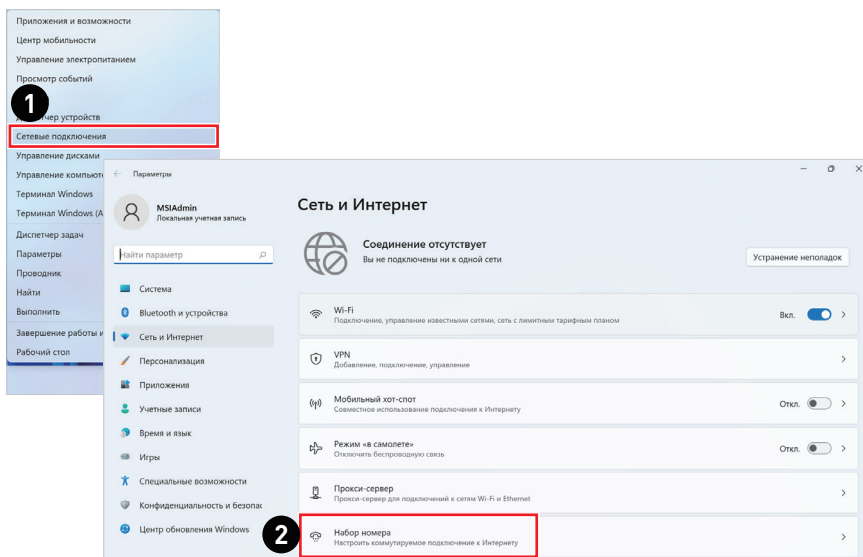 Приложения и возможности
Центр мобильности
Управление электропитанием
Просмотр событий
1
Сетевые подключения
Управление дисками
Управление
Терминал Windows
Терминал Windows
Диспетчер задач
Параметры
Проводник
Найти
Выполнить
Завершение работы и
Рабочий стол
Параметры
MSIAdmin
Локальная учетная запись
Найти параметр
Система
Bluetooth и устройства
Сеть и Интернет
Персонализация
Приложения
Учетные записи
Время и язык
Игры
Специальные возможности
Конфиденциальность и безопас
Центр обновления Windows
Сеть и Интернет
Соединение отсутствует
Вы не подключены ни к одной сети
Устранение неполадок
Wi-Fi
Подключение, управление известными сетями, сеть с лимитным тарифным планом
Вкл.
VPN
Добавление, подключение, управление
Мобильный хот-спот
Совместное использование подключения к Интернету
Откл.
Режим «в самолете»
Отключить беспроводную связь
Откл.
Прокси-сервер
Прокси-сервер для подключений к сетям Wi-Fi и Ethernet
2
Набор номера
Настроить коммутируемое подключение к Интернету